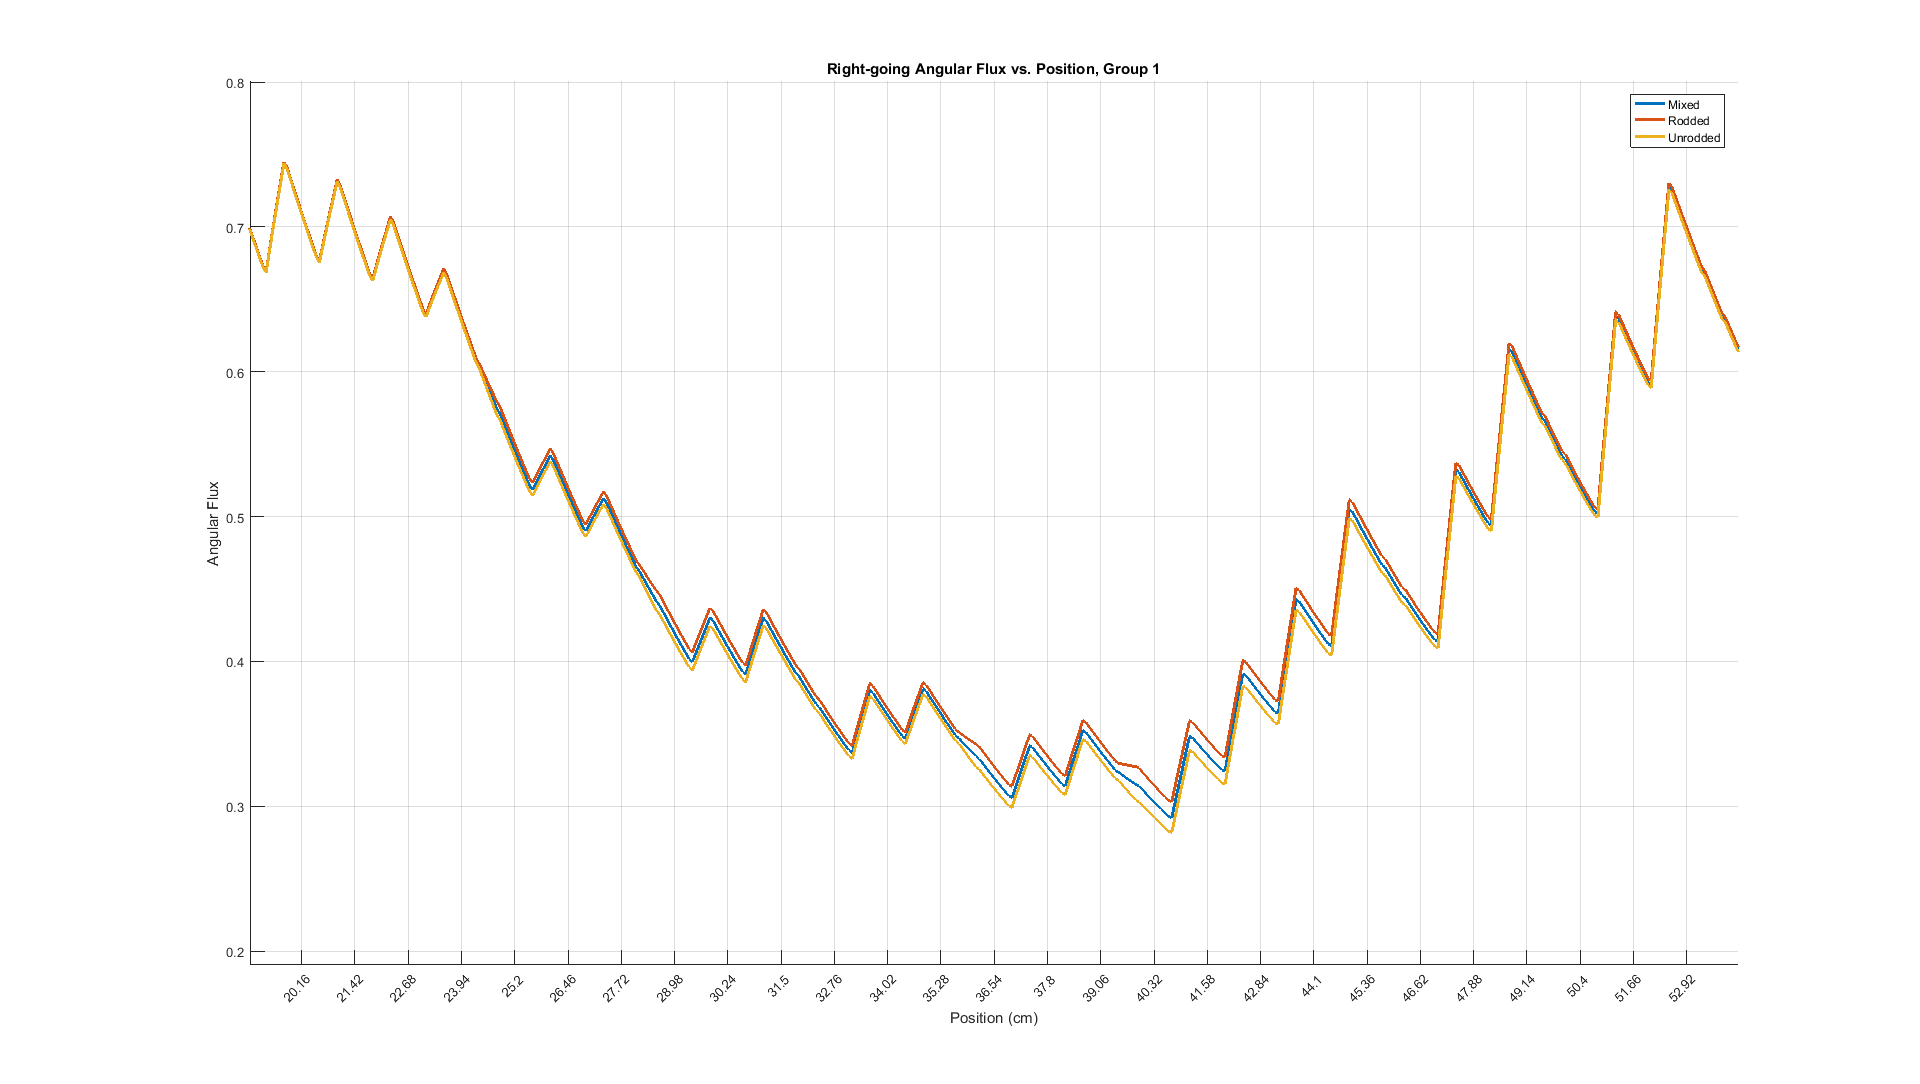 Right-going Angular Flux vs. Position, Group 1
Mixed
Rodded
Unrodded
Angular Flux
0.8
0.7
0.6
0.5
0.4
0.3
0.2
20.16 21.42 22.68 23.94 25.2 26.46 27.72 28.98 30.24 31.5 32.76 34.02 35.28 36.54 37.8 39.06 40.32 41.58 42.84 44.1 45.36 46.62 47.88 49.14 50.4 51.66 52.92
Position (cm)